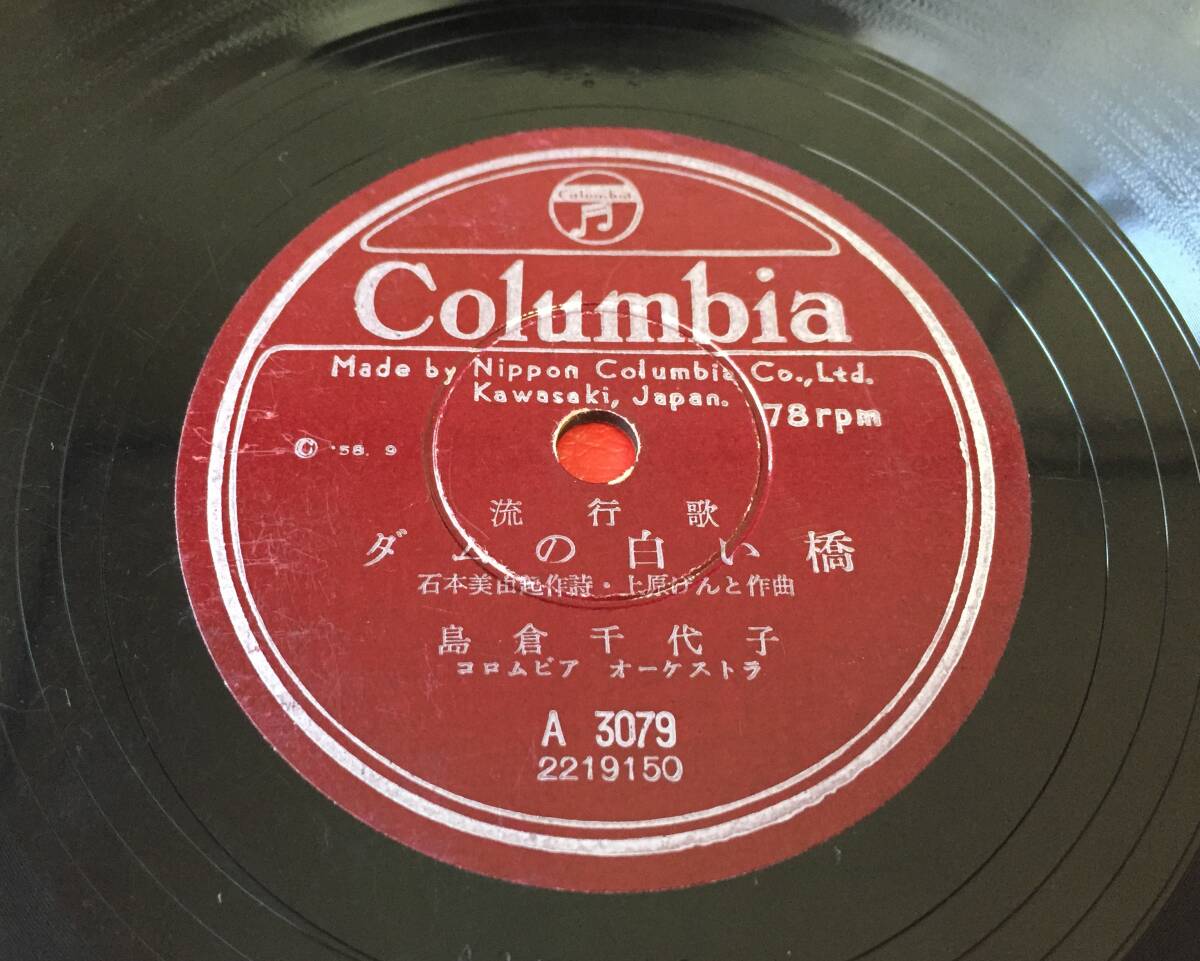 Columbia
Columbia
Made by Nippon Columbia Co.,Ltd.
Kawasaki, Japan.
78rpm
© '58. 9
流行歌
ダムの白い橋
石本美由起作詩・上原げんと作曲
島倉千代子
コロムビア オーケストラ
A 3079
2219150